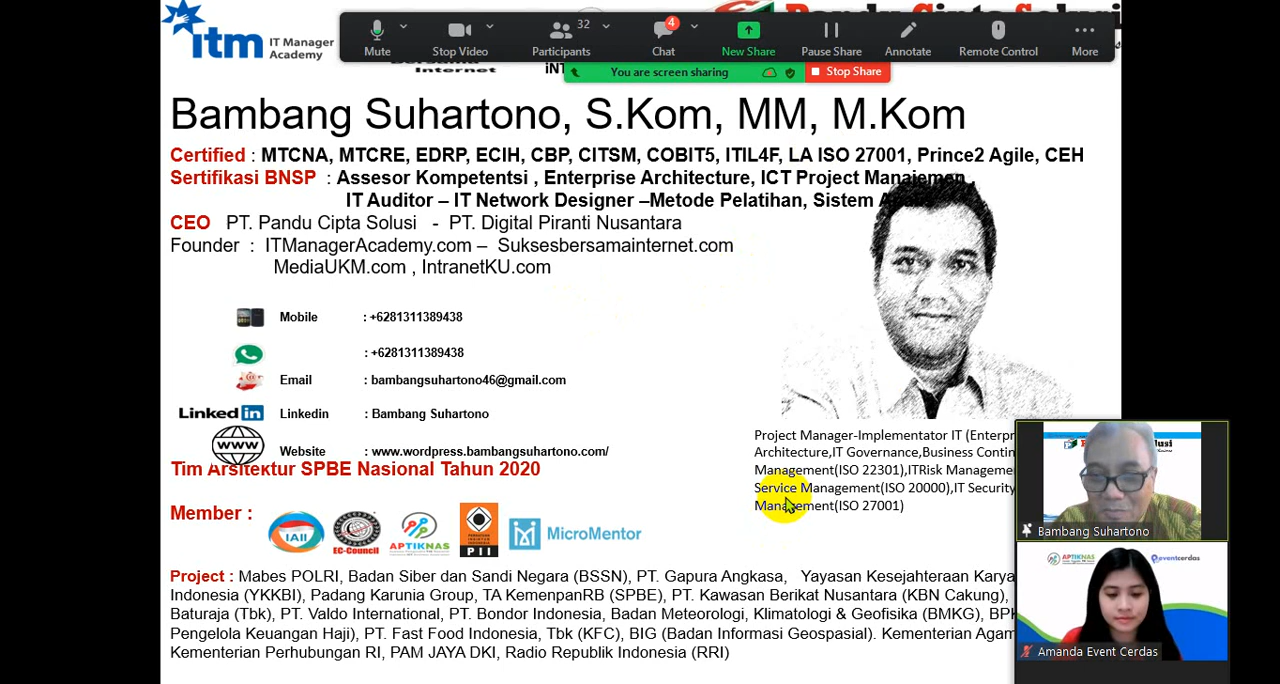 itm IT Manager
Academy
Mute
Stop Video
32
Participants
4
Chat
New Share
Pause Share
Annotate
Remote Control
More
Internet
You are screen sharing
Stop Share
Bambang Suhartono, S.Kom, MM, M.Kom
Certified : MTCNA, MTCRE, EDRP, ECIH, CBP, CITSM, COBIT5, ITIL4F, LA ISO 27001, Prince2 Agile, CEH
Sertifikasi BNSP : Assesor Kompetentsi , Enterprise Architecture, ICT Project Manajemen ,
IT Auditor – IT Network Designer –Metode Pelatihan, Sistem
CEO PT. Pandu Cipta Solusi - PT. Digital Piranti Nusantara
Founder : ITManagerAcademy.com – Suksesbersamainternet.com
MediaUKM.com , IntranetKU.com
Mobile : +6281311389438
: +6281311389438
Email : bambangsuhartono46@gmail.com
Linked in Linkedin : Bambang Suhartono
WWW Website : www.wordpress.bambangsuhartono.com/
Tim Arsitektur SPBE Nasional Tahun 2020
Project Manager-Implementator IT (Enterpr
Architecture,IT Governance,Business Contin
Management(ISO 22301),ITRisk Manageme
Service Management(ISO 20000),IT Security
Management(ISO 27001)
Member :
IAII
EC-Council
APTIKNAS
PII
MicroMentor
Project : Mabes POLRI, Badan Siber dan Sandi Negara (BSSN), PT. Gapura Angkasa, Yayasan Kesejahteraan Karya
Indonesia (YKKBI), Padang Karunia Group, TA KemenpanRB (SPBE), PT. Kawasan Berikat Nusantara (KBN Cakung),
Baturaja (Tbk), PT. Valdo International, PT. Bondor Indonesia, Badan Meteorologi, Klimatologi & Geofisika (BMKG), BPK
Pengelola Keuangan Haji), PT. Fast Food Indonesia, Tbk (KFC), BIG (Badan Informasi Geospasial). Kementerian Agam
Kementerian Perhubungan RI, PAM JAYA DKI, Radio Republik Indonesia (RRI)
Bambang Suhartono
APTIKNAS
eventcerdas
Amanda Event Cerdas